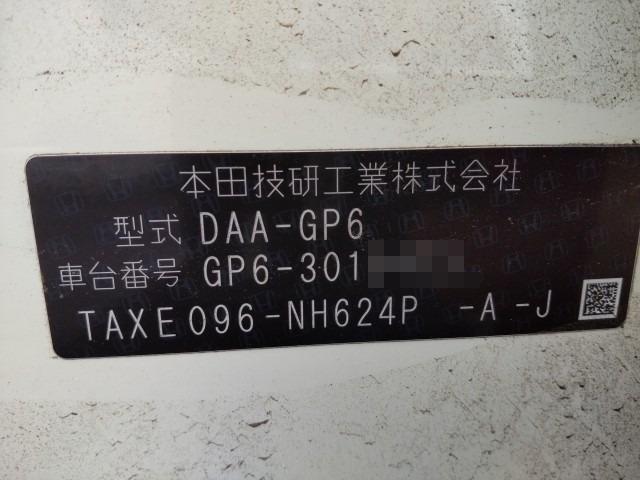 本田技研工業株式会社
型式 DAA-GP6
車台番号 GP6-301
TAXE096-NH624P -A -J